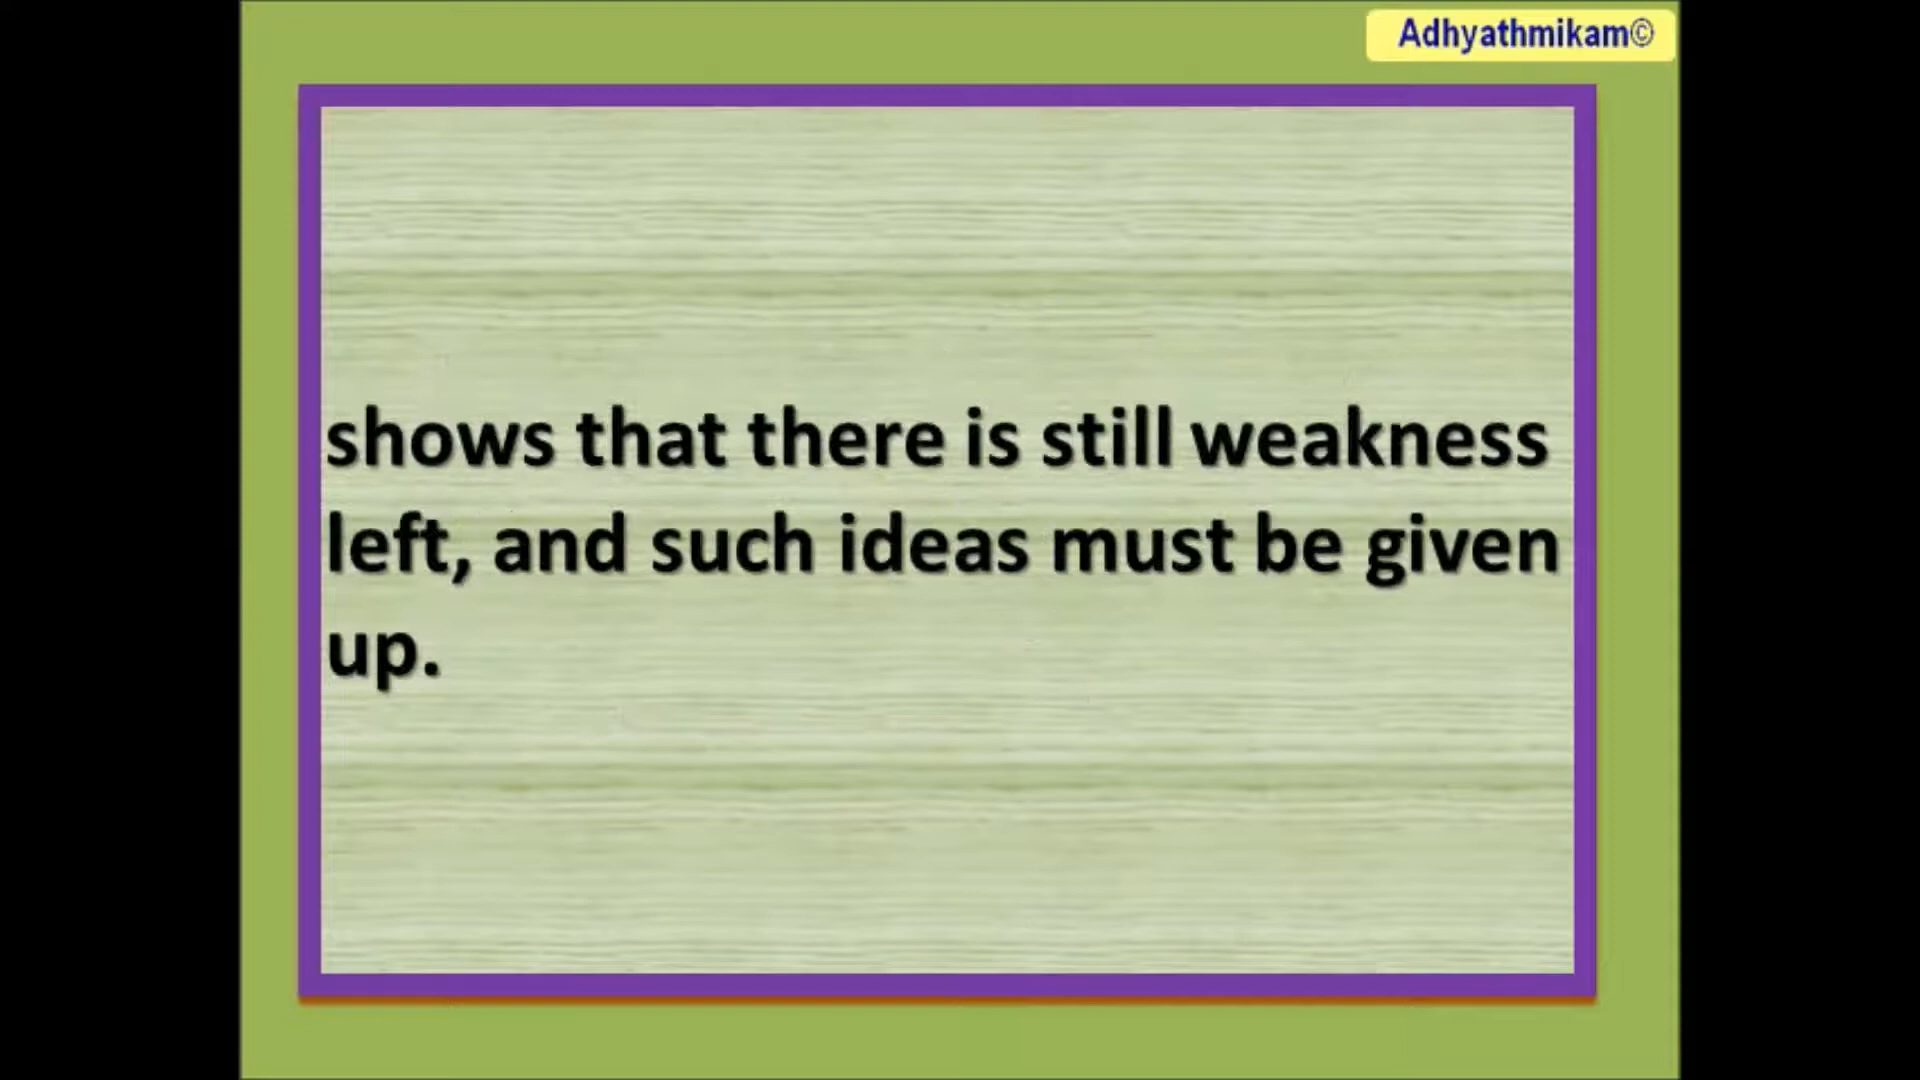 Adhyathmikam©
shows that there is still weakness
left, and such ideas must be given
up.